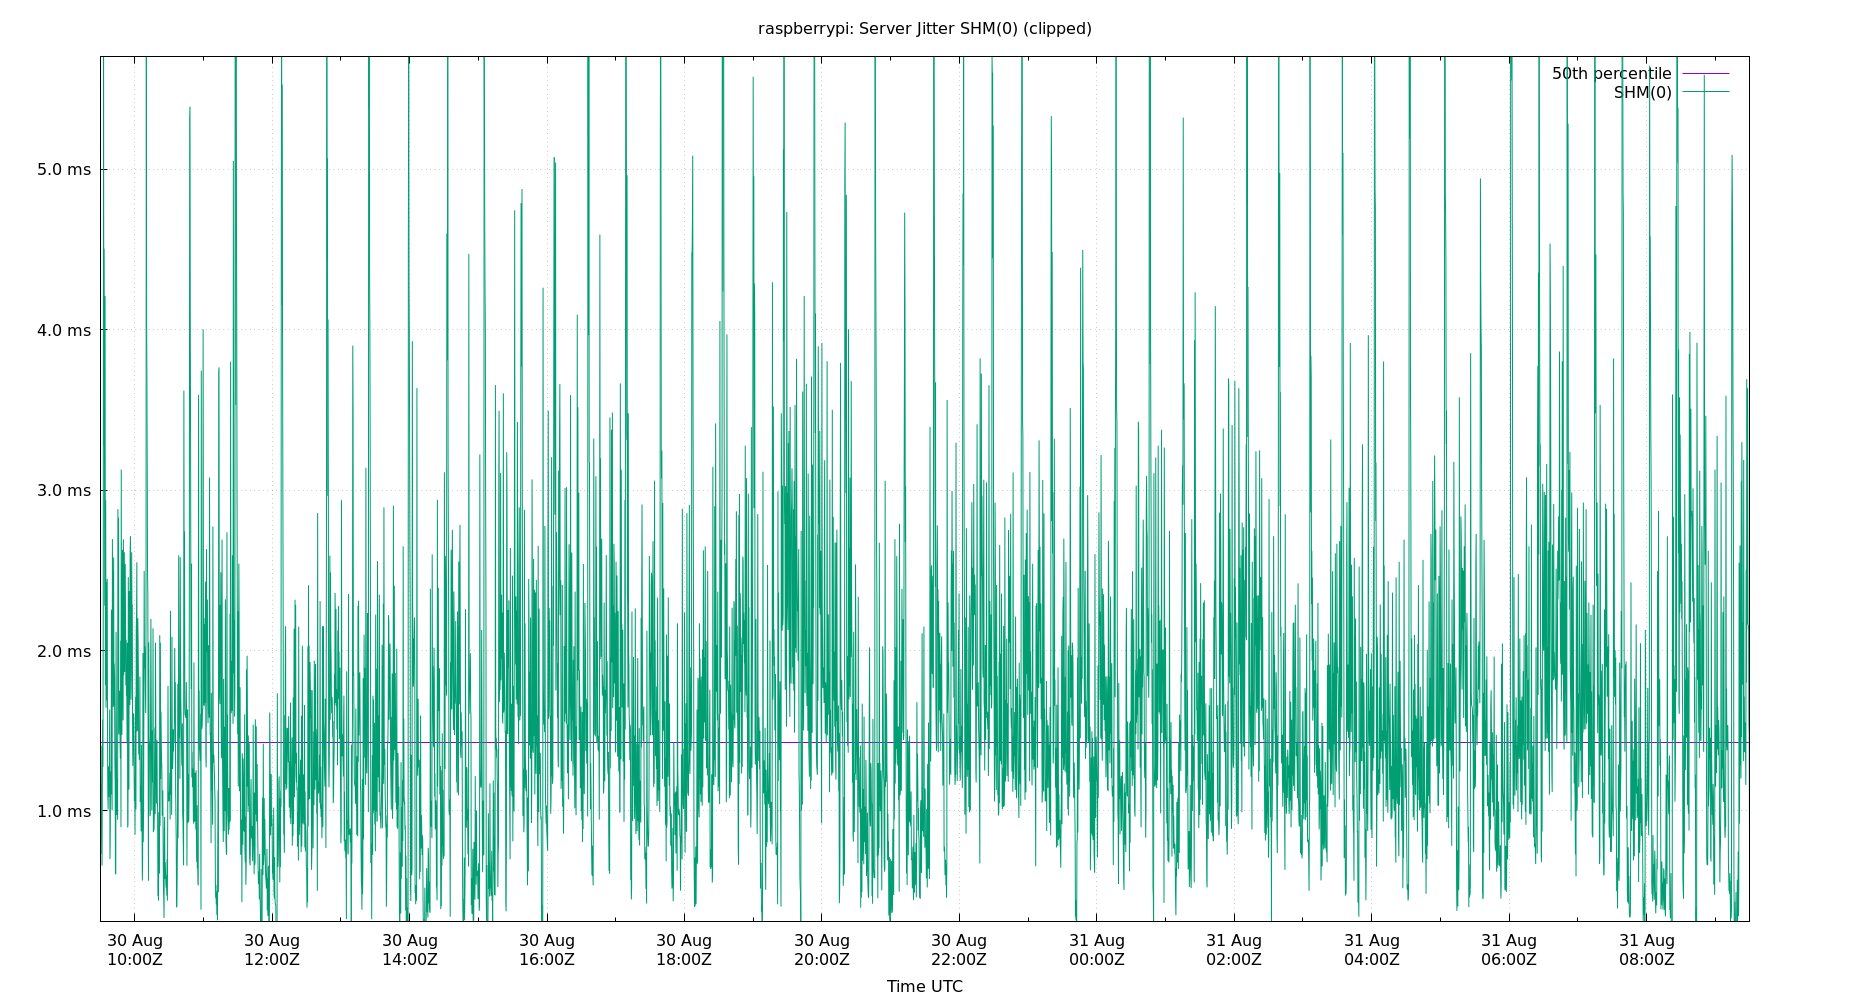 raspberrypi: Server Jitter SHM(0) (clipped)
50th percentile
SHM(0)
5.0 ms
4.0 ms
3.0 ms
2.0 ms
1.0 ms
30 Aug 30 Aug 30 Aug 30 Aug 30 Aug 30 Aug 30 Aug 31 Aug 31 Aug 31 Aug 31 Aug 31 Aug
10:00Z 12:00Z 14:00Z 16:00Z 18:00Z 20:00Z 22:00Z 00:00Z 02:00Z 04:00Z 06:00Z 08:00Z
Time UTC